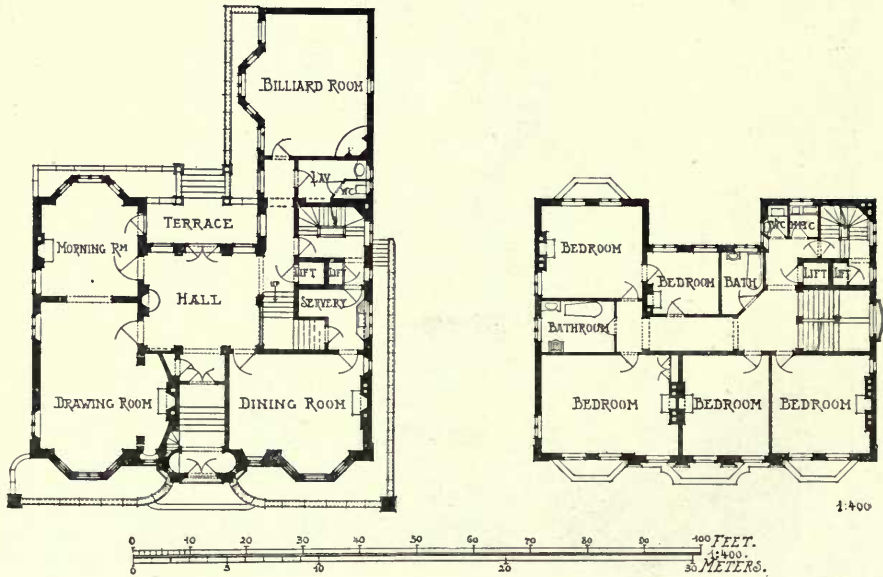 BILLIARD ROOM
LAV
WC
TERRACE
MORNING RM
LIFT
LIFT
HALL
UP
SERVERY
DRAWING ROOM
DINING ROOM
BEDROOM
BEDROOM
BATH
WC
LIFT
LIFT
BATHROOM
BEDROOM
BEDROOM
BEDROOM
1:400
0 10 20 30 40 50 60 70 80 90 100 FEET.
1:400.
0 5 10 20 30 METERS.